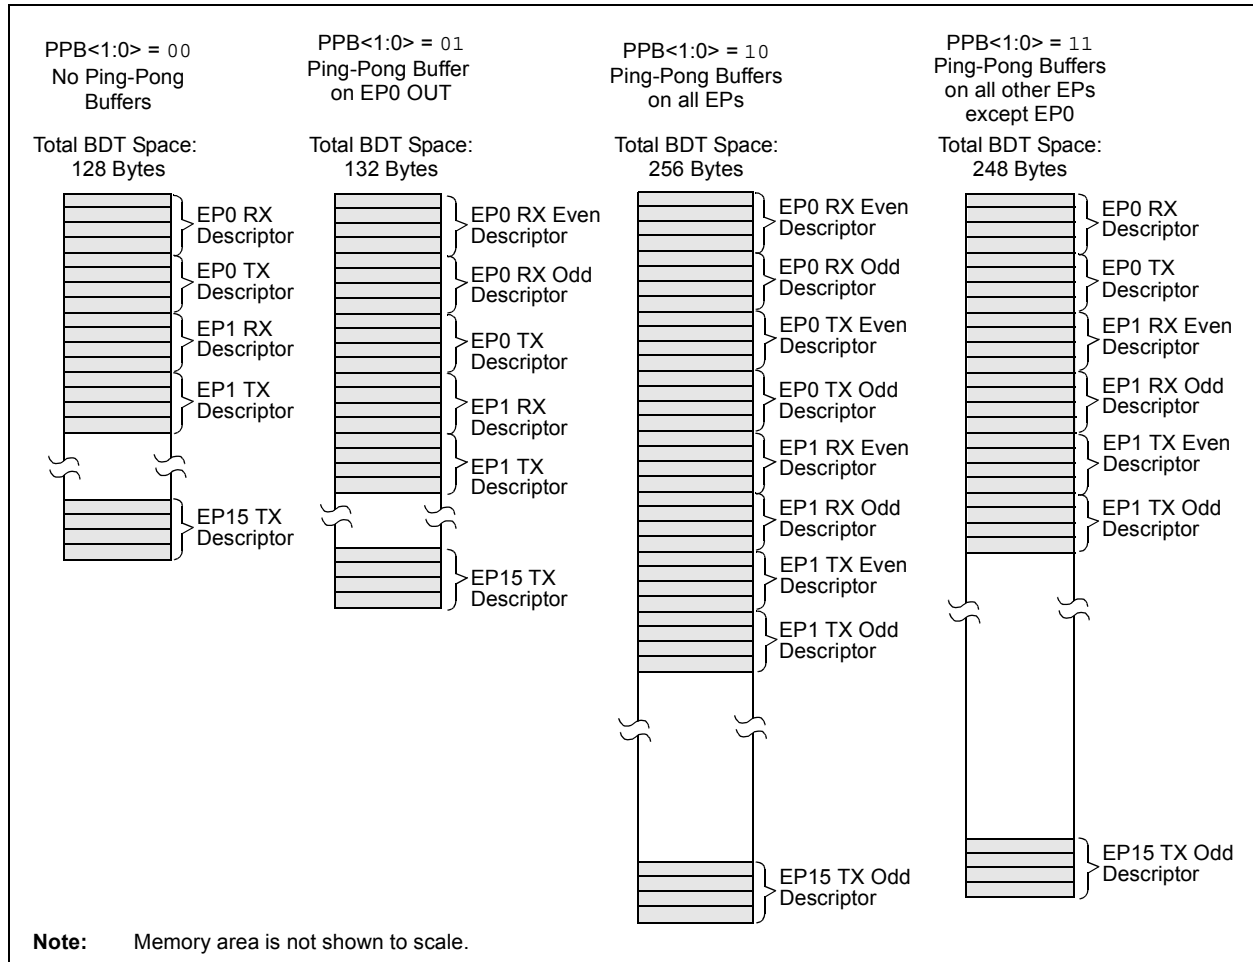 PPB<1:0> = 00
No Ping-Pong
Buffers
Total BDT Space:
128 Bytes
EP0 RX
Descriptor
EP0 TX
Descriptor
EP1 RX
Descriptor
EP1 TX
Descriptor
EP15 TX
Descriptor
PPB<1:0> = 01
Ping-Pong Buffer
on EP0 OUT
Total BDT Space:
132 Bytes
EP0 RX Even
Descriptor
EP0 RX Odd
Descriptor
EP0 TX
Descriptor
EP1 RX
Descriptor
EP1 TX
Descriptor
EP15 TX
Descriptor
PPB<1:0> = 10
Ping-Pong Buffers
on all EPs
Total BDT Space:
256 Bytes
EP0 RX Even
Descriptor
EP0 RX Odd
Descriptor
EP0 TX Even
Descriptor
EP0 TX Odd
Descriptor
EP1 RX Even
Descriptor
EP1 RX Odd
Descriptor
EP1 TX Even
Descriptor
EP1 TX Odd
Descriptor
EP15 TX Odd
Descriptor
PPB<1:0> = 11
Ping-Pong Buffers
on all other EPs
except EP0
Total BDT Space:
248 Bytes
EP0 RX
Descriptor
EP0 TX
Descriptor
EP1 RX Even
Descriptor
EP1 RX Odd
Descriptor
EP1 TX Even
Descriptor
EP1 TX Odd
Descriptor
EP15 TX Odd
Descriptor
Note: Memory area is not shown to scale.